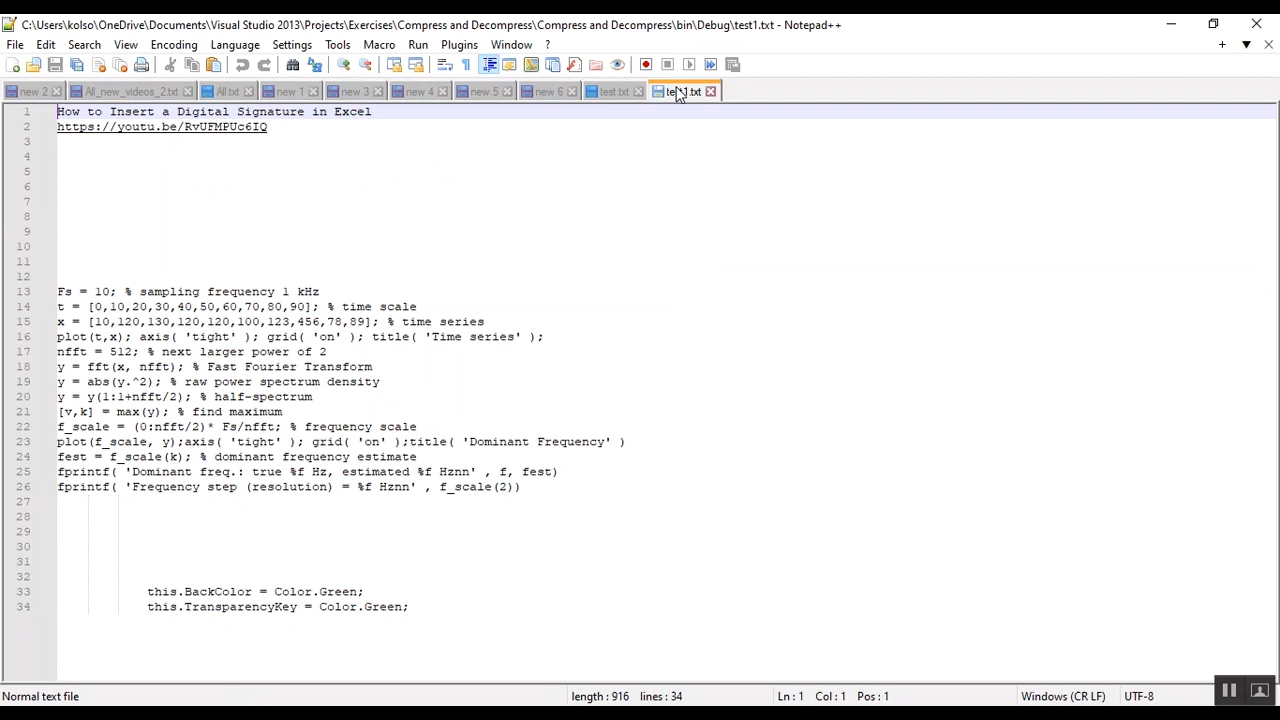 C:\Users\kolso\OneDrive\Documents\Visual Studio 2013\Projects\Exercises\Compress and Decompress\Compress and Decompress\bin\Debug\test1.txt - Notepad++
File Edit Search View Encoding Language Settings Tools Macro Run Plugins Window ?
new 2 All_new_videos_2.txt All.txt new 1 new 3 new 4 new 5 new 6 test.txt test1.txt
1 How to Insert a Digital Signature in Excel
2 https://youtu.be/RvUFMPUc6IQ
3
4
5
6
7
8
9
10
11
12
13 Fs = 10; % sampling frequency 1 kHz
14 t = [0,10,20,30,40,50,60,70,80,90]; % time scale
15 x = [10,120,130,120,120,100,123,456,78,89]; % time series
16 plot(t,x); axis( 'tight' ); grid( 'on' ); title( 'Time series' );
17 nfft = 512; % next larger power of 2
18 y = fft(x, nfft); % Fast Fourier Transform
19 y = abs(y.^2); % raw power spectrum density
20 y = y(1:1+nfft/2); % half-spectrum
21 [v,k] = max(y); % find maximum
22 f_scale = (0:nfft/2)* Fs/nfft; % frequency scale
23 plot(f_scale, y);axis( 'tight' ); grid( 'on' );title( 'Dominant Frequency' )
24 fest = f_scale(k); % dominant frequency estimate
25 fprintf( 'Dominant freq.: true %f Hz, estimated %f Hznn' , f, fest)
26 fprintf( 'Frequency step (resolution) = %f Hznn' , f_scale(2))
27
28
29
30
31
32
33 this.BackColor = Color.Green;
34 this.TransparencyKey = Color.Green;
Normal text file length : 916 lines : 34 Ln : 1 Col : 1 Pos : 1 Windows (CR LF) UTF-8